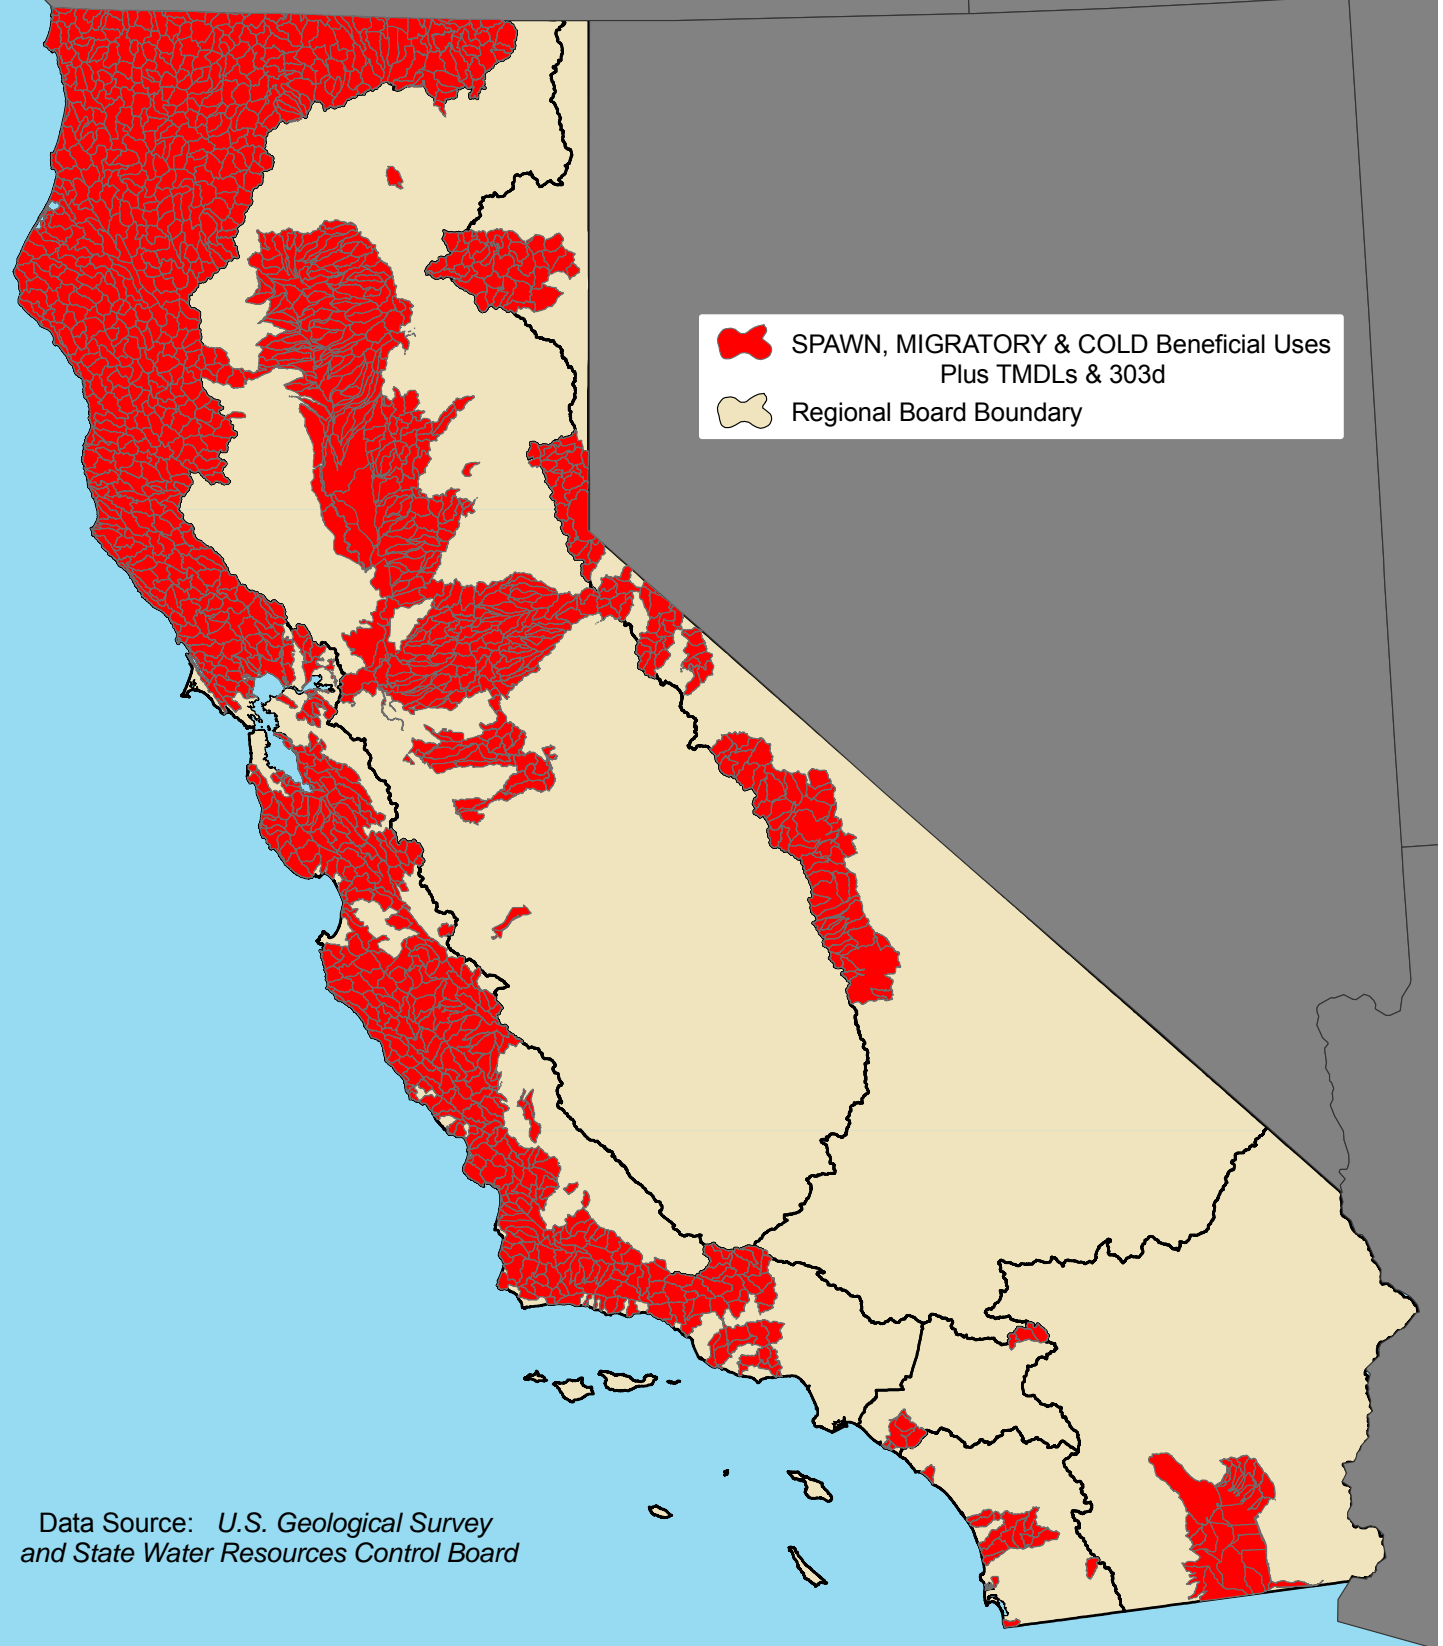 SPAWN, MIGRATORY & COLD Beneficial Uses
Plus TMDLs & 303d
Regional Board Boundary
Data Source: U.S. Geological Survey
and State Water Resources Control Board